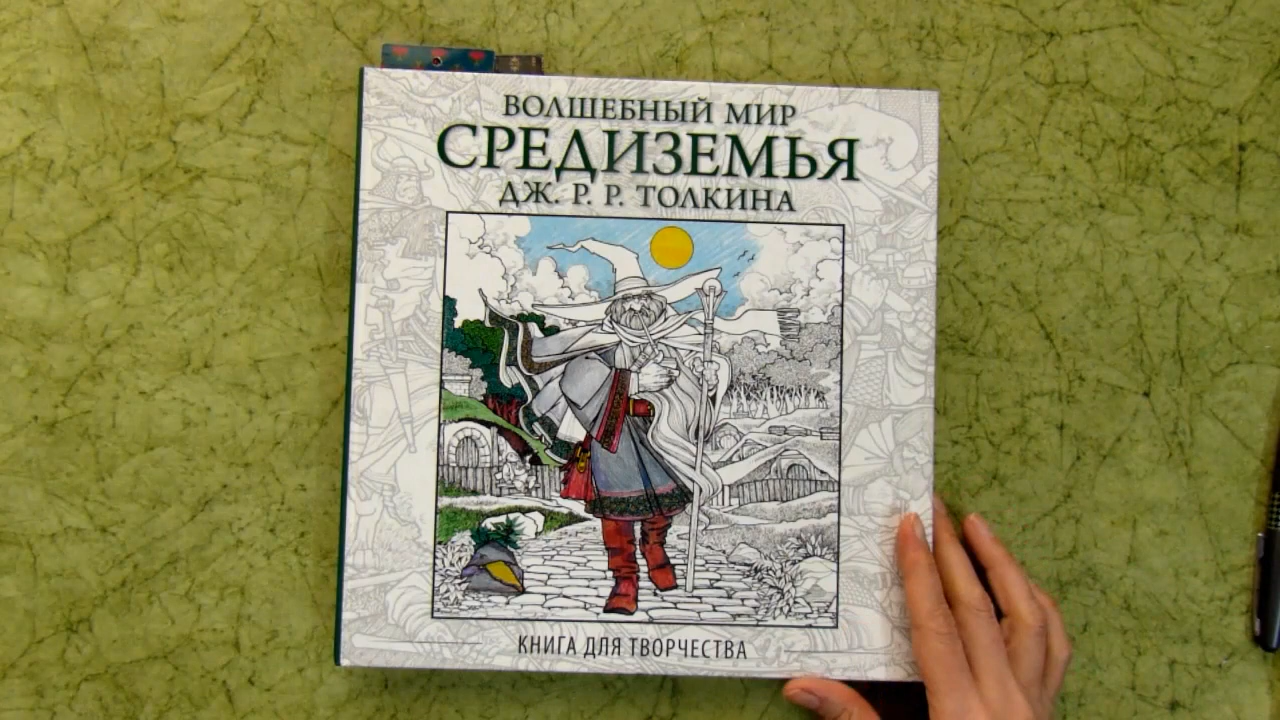 ВОЛШЕБНЫЙ МИР
СРЕДИЗЕМЬЯ
ДЖ. Р. Р. ТОЛКИНА
КНИГА ДЛЯ ТВОРЧЕСТВА